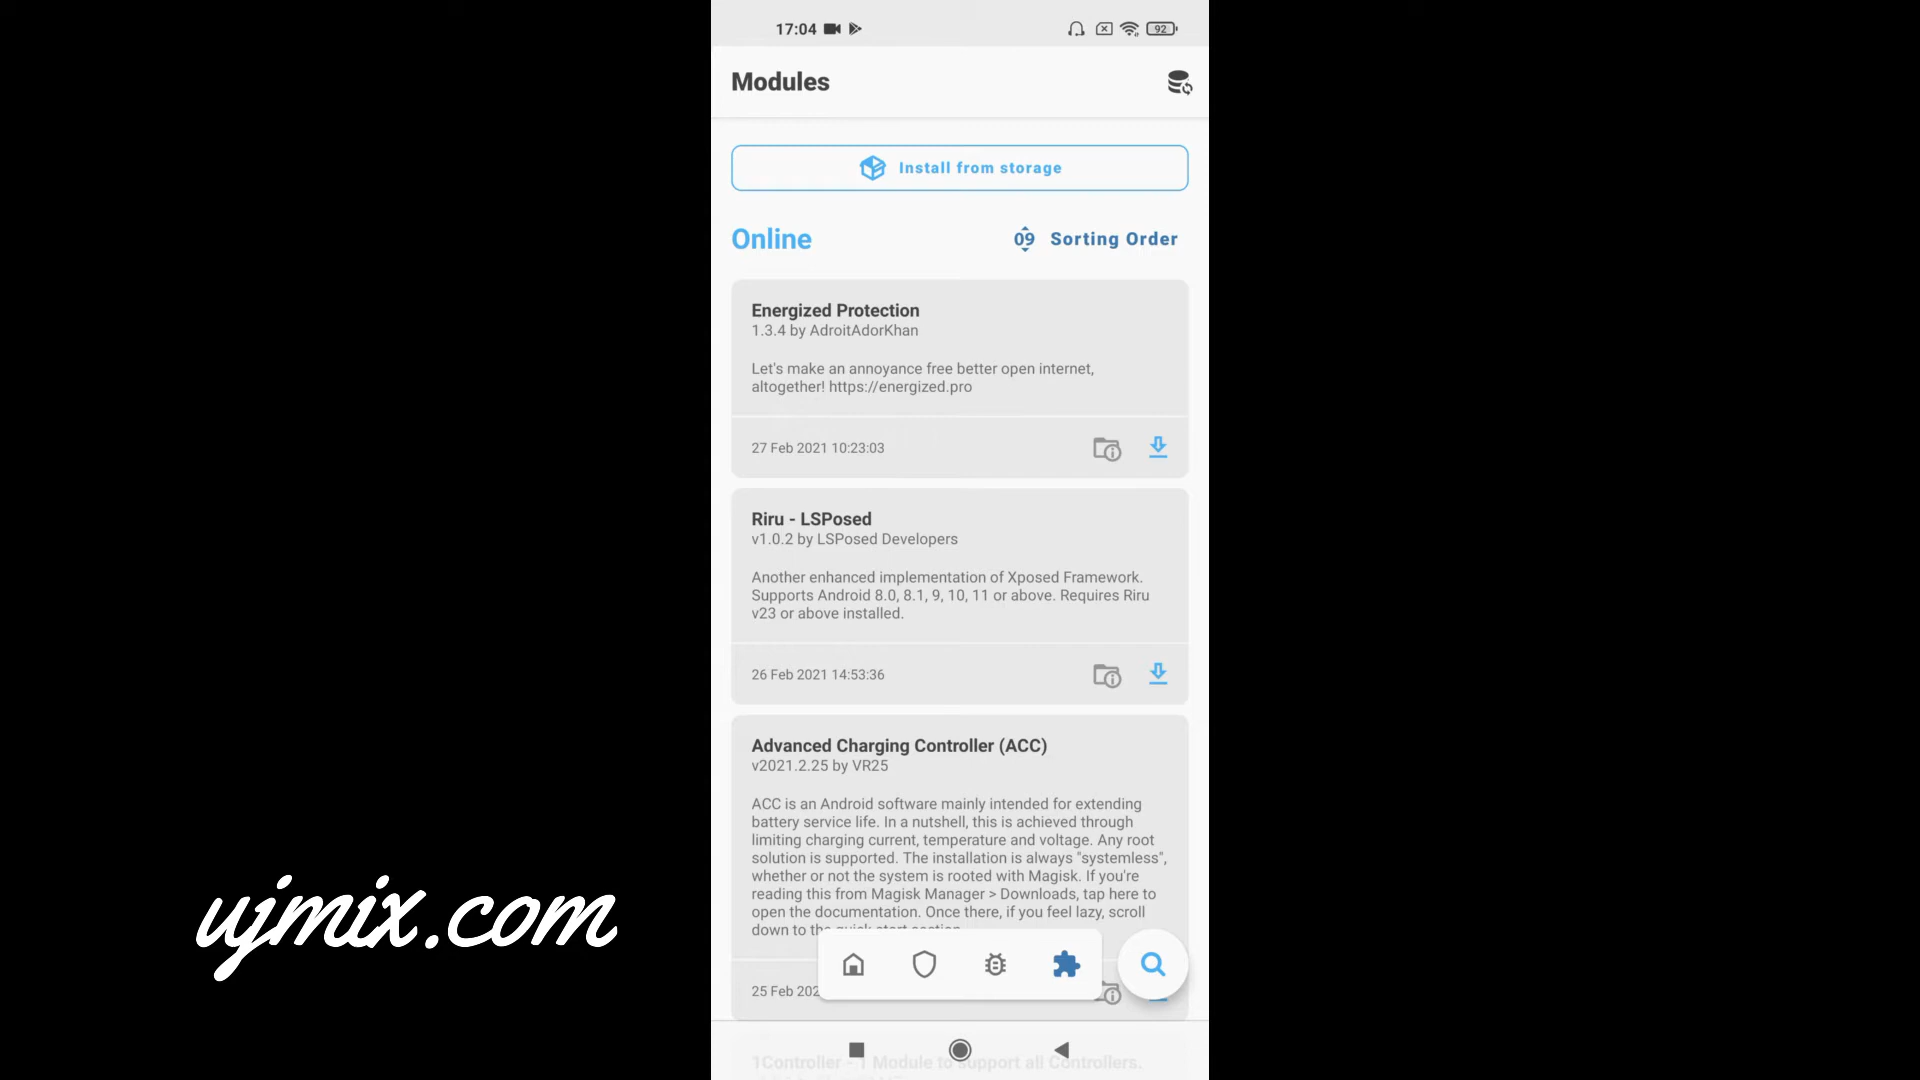 17:04
92
Modules
Install from storage
Online
09 Sorting Order
Energized Protection
1.3.4 by AdroitAdorKhan
Let's make an annoyance free better open internet,
altogether! https://energized.pro
27 Feb 2021 10:23:03
Riru - LSPosed
v1.0.2 by LSPosed Developers
Another enhanced implementation of Xposed Framework.
Supports Android 8.0, 8.1, 9, 10, 11 or above. Requires Riru
v23 or above installed.
26 Feb 2021 14:53:36
Advanced Charging Controller (ACC)
v2021.2.25 by VR25
ACC is an Android software mainly intended for extending
battery service life. In a nutshell, this is achieved through
limiting charging current, temperature and voltage. Any root
solution is supported. The installation is always "systemless",
whether or not the system is rooted with Magisk. If you're
reading this from Magisk Manager > Downloads, tap here to
open the documentation. Once there, if you feel lazy, scroll
down to the quick start section.
25 Feb 202
1Controller - 1 Module to support all Controllers.
ujmix.com